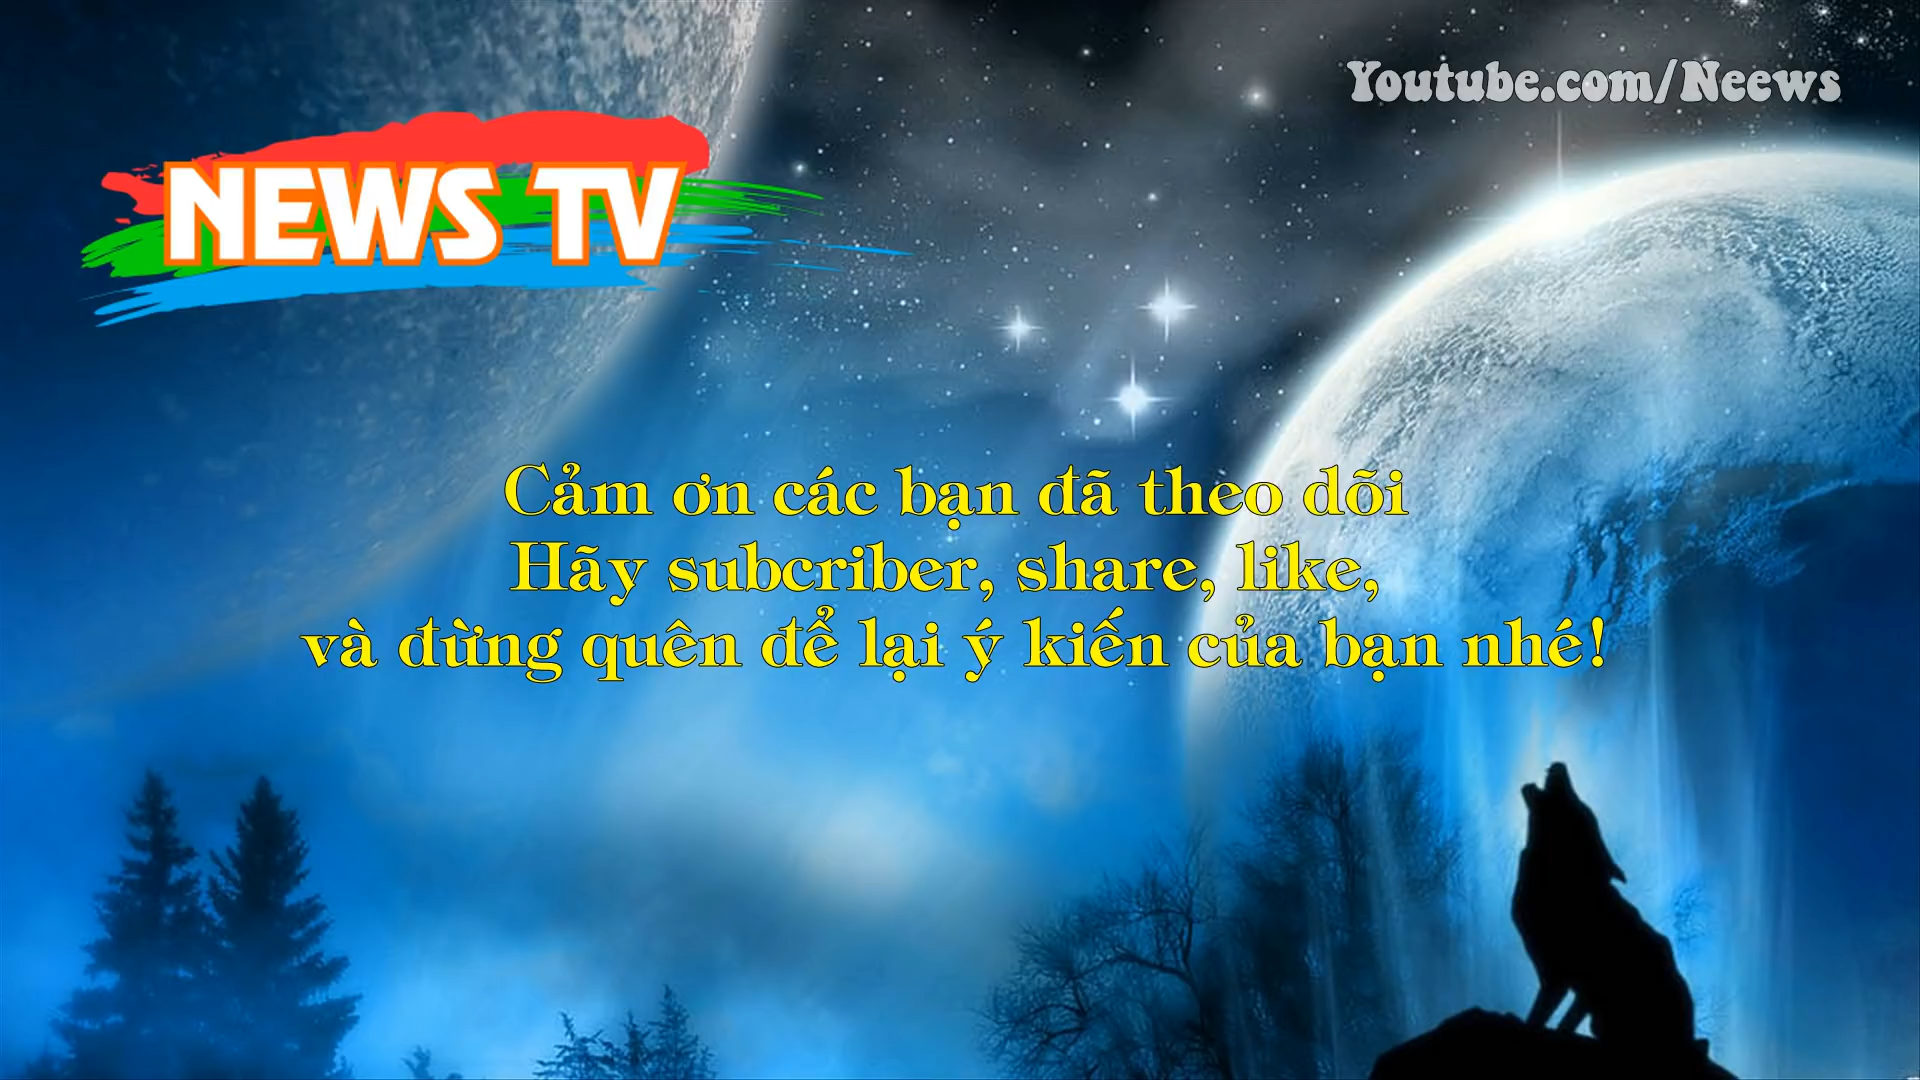 Youtube.com/Neews
NEWS TV
Cảm ơn các bạn đã theo dõi
Hãy subcriber, share, like,
và đừng quên để lại ý kiến của bạn nhé!